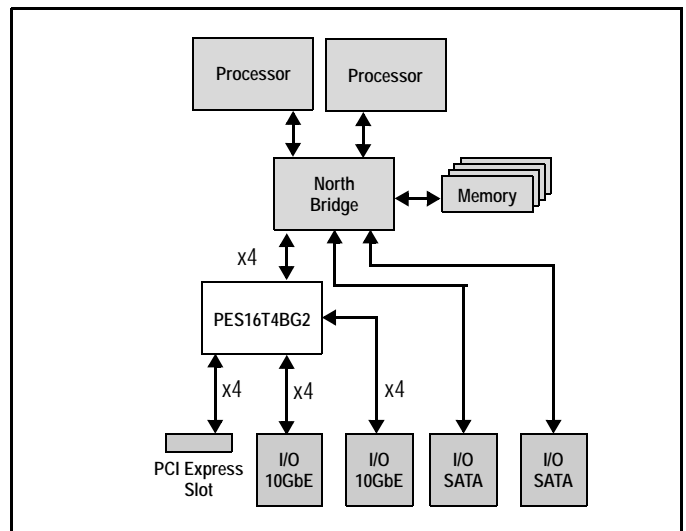 Processor
Processor
North
Bridge
Memory
x4
PES16T4BG2
x4
x4
x4
PCI Express
Slot
I/O
10GbE
I/O
10GbE
I/O
SATA
I/O
SATA